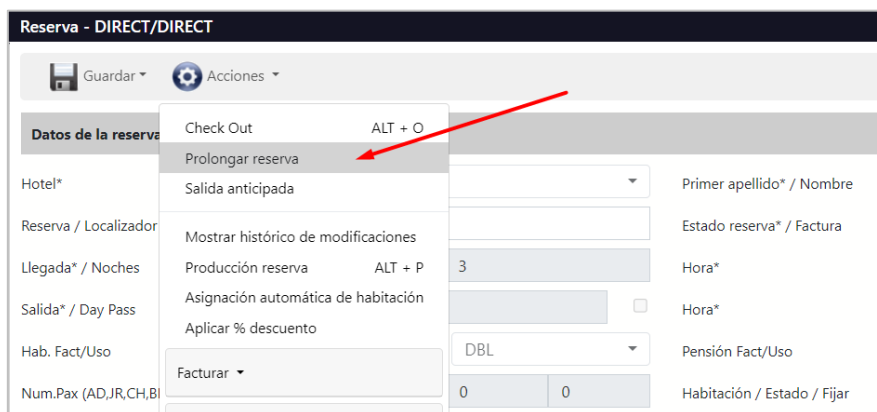 Reserva - DIRECT/DIRECT
Guardar Acciones
Datos de la reserva
Check Out ALT + O
Prolongar reserva
Salida anticipada
Mostrar histórico de modificaciones
Producción reserva ALT + P
Asignación automática de habitación
Aplicar % descuento
Facturar
Hotel* Primer apellido* / Nombre
Reserva / Localizador Estado reserva* / Factura
Llegada* / Noches 3 Hora*
Salida* / Day Pass Hora*
Hab. Fact/Uso DBL Pensión Fact/Uso
Num.Pax (AD,JR,CH,B 0 0 Habitación / Estado / Fijar